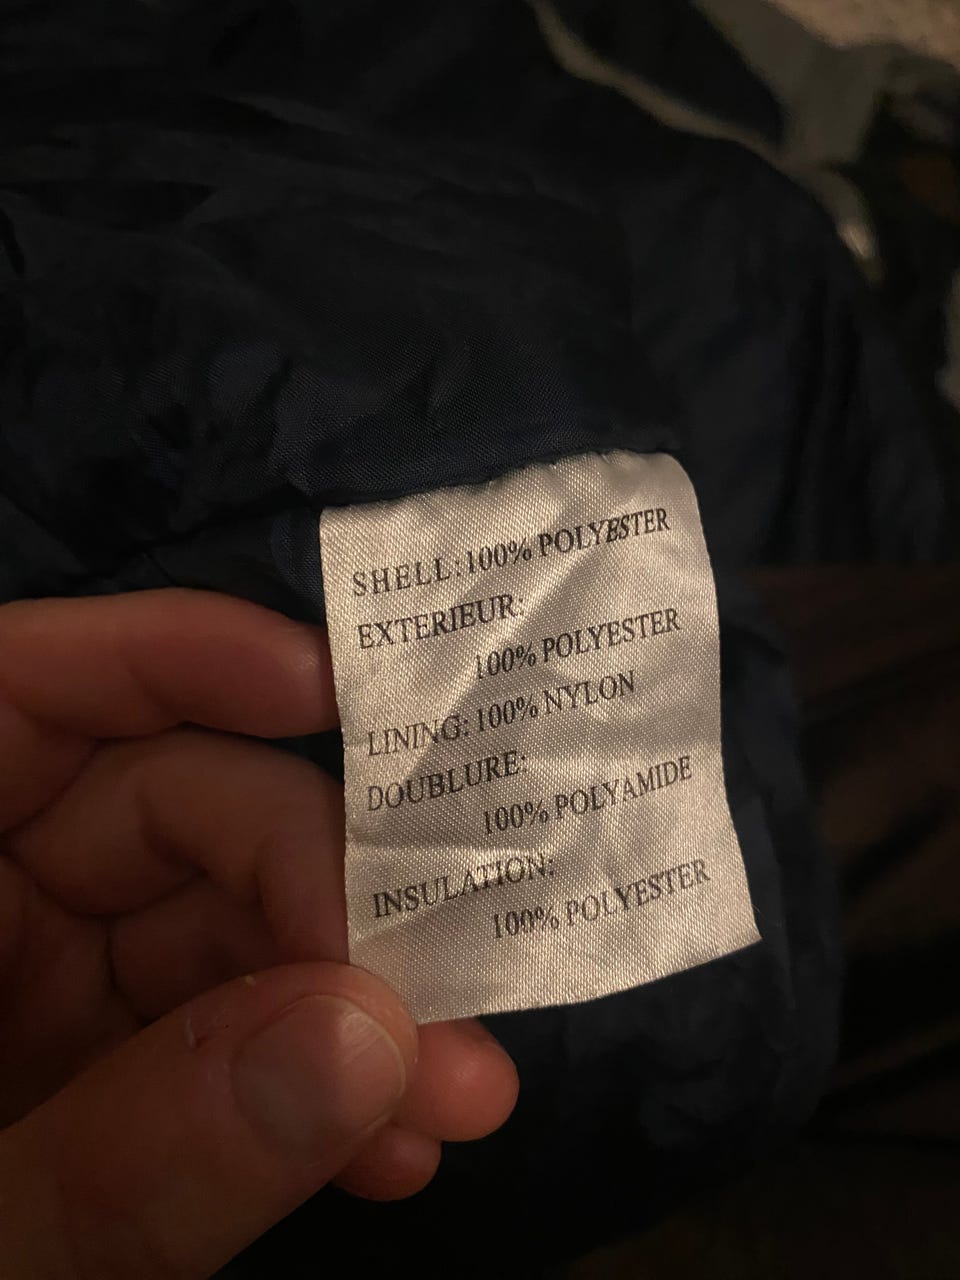 SHELL:100% POLYESTER
EXTERIEUR:
100% POLYESTER
LINING: 100% NYLON
DOUBLURE:
100% POLYAMIDE
INSULATION:
100% POLYESTER